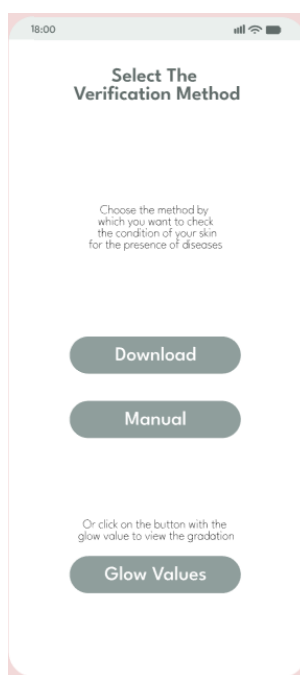 18:00
Select The
Verification Method
Choose the method by
which you want to check
the condition of your skin
for the presence of diseases
Download
Manual
Or click on the button with the
glow value to view the gradation
Glow Values